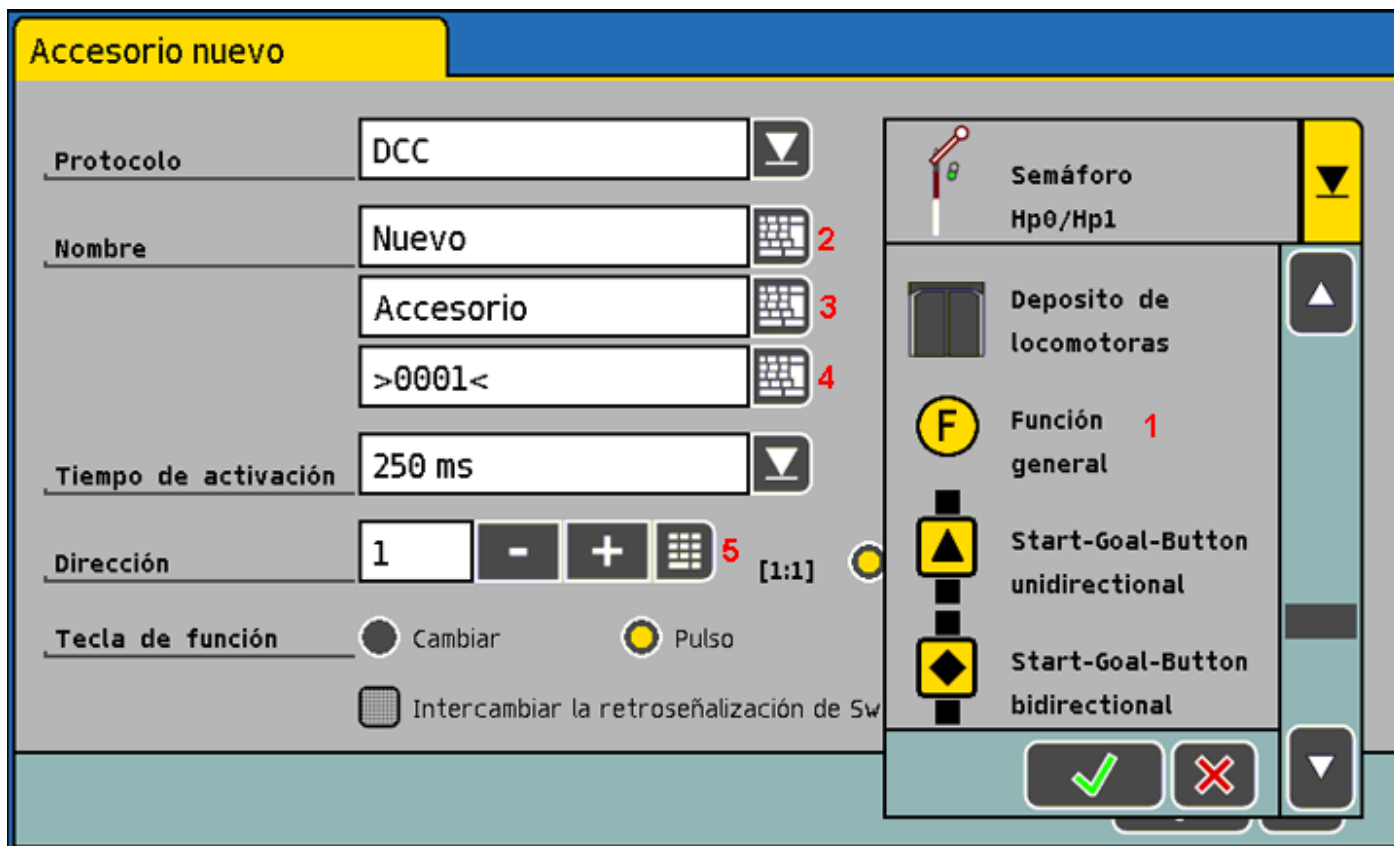 Accesorio nuevo
Protocolo
DCC
Nombre
Nuevo
2
Accesorio
3
>0001<
4
Tiempo de activación
250 ms
Dirección
1
-
+
5
[1:1]
Tecla de función
Cambiar
Pulso
Intercambiar la retroseñalización de Sw
Semáforo
Hp0/Hp1
Deposito de
locomotoras
F
Función
general
1
Start-Goal-Button
unidirectional
Start-Goal-Button
bidirectional